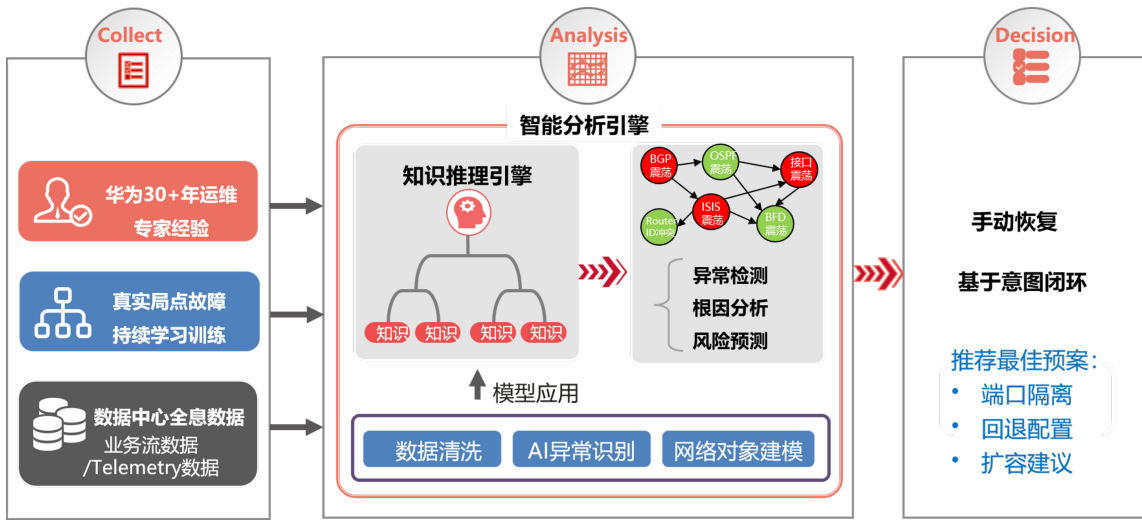 Collect
华为30+年运维
专家经验
真实局点故障
持续学习训练
数据中心全息数据
业务流数据
/Telemetry数据
Analysis
智能分析引擎
知识推理引擎
知识
知识
知识
知识
BGP
震荡
OSPF
震荡
接口
震荡
Router
ID冲突
ISIS
震荡
BFD
震荡
异常检测
根因分析
风险预测
模型应用
数据清洗
AI异常识别
网络对象建模
Decision
手动恢复
基于意图闭环
推荐最佳预案：
• 端口隔离
• 回退配置
• 扩容建议